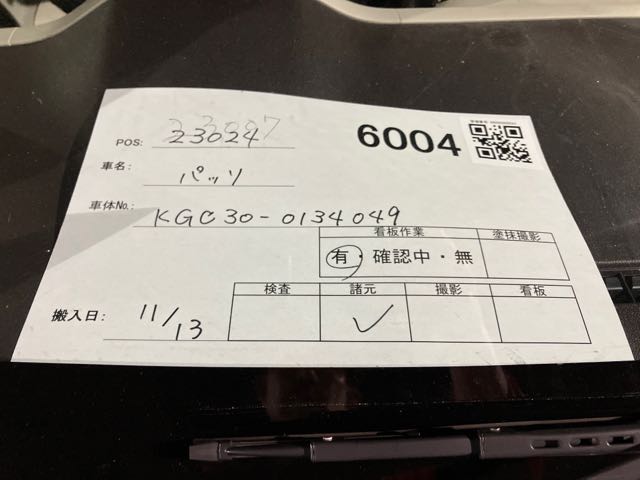 6004
POS: 23024
車名: パッソ
車体No.: KGC30-0134049
看板作業 塗抹撮影
有・確認中・無
検査 諸元 撮影 看板
搬入日: 11/13